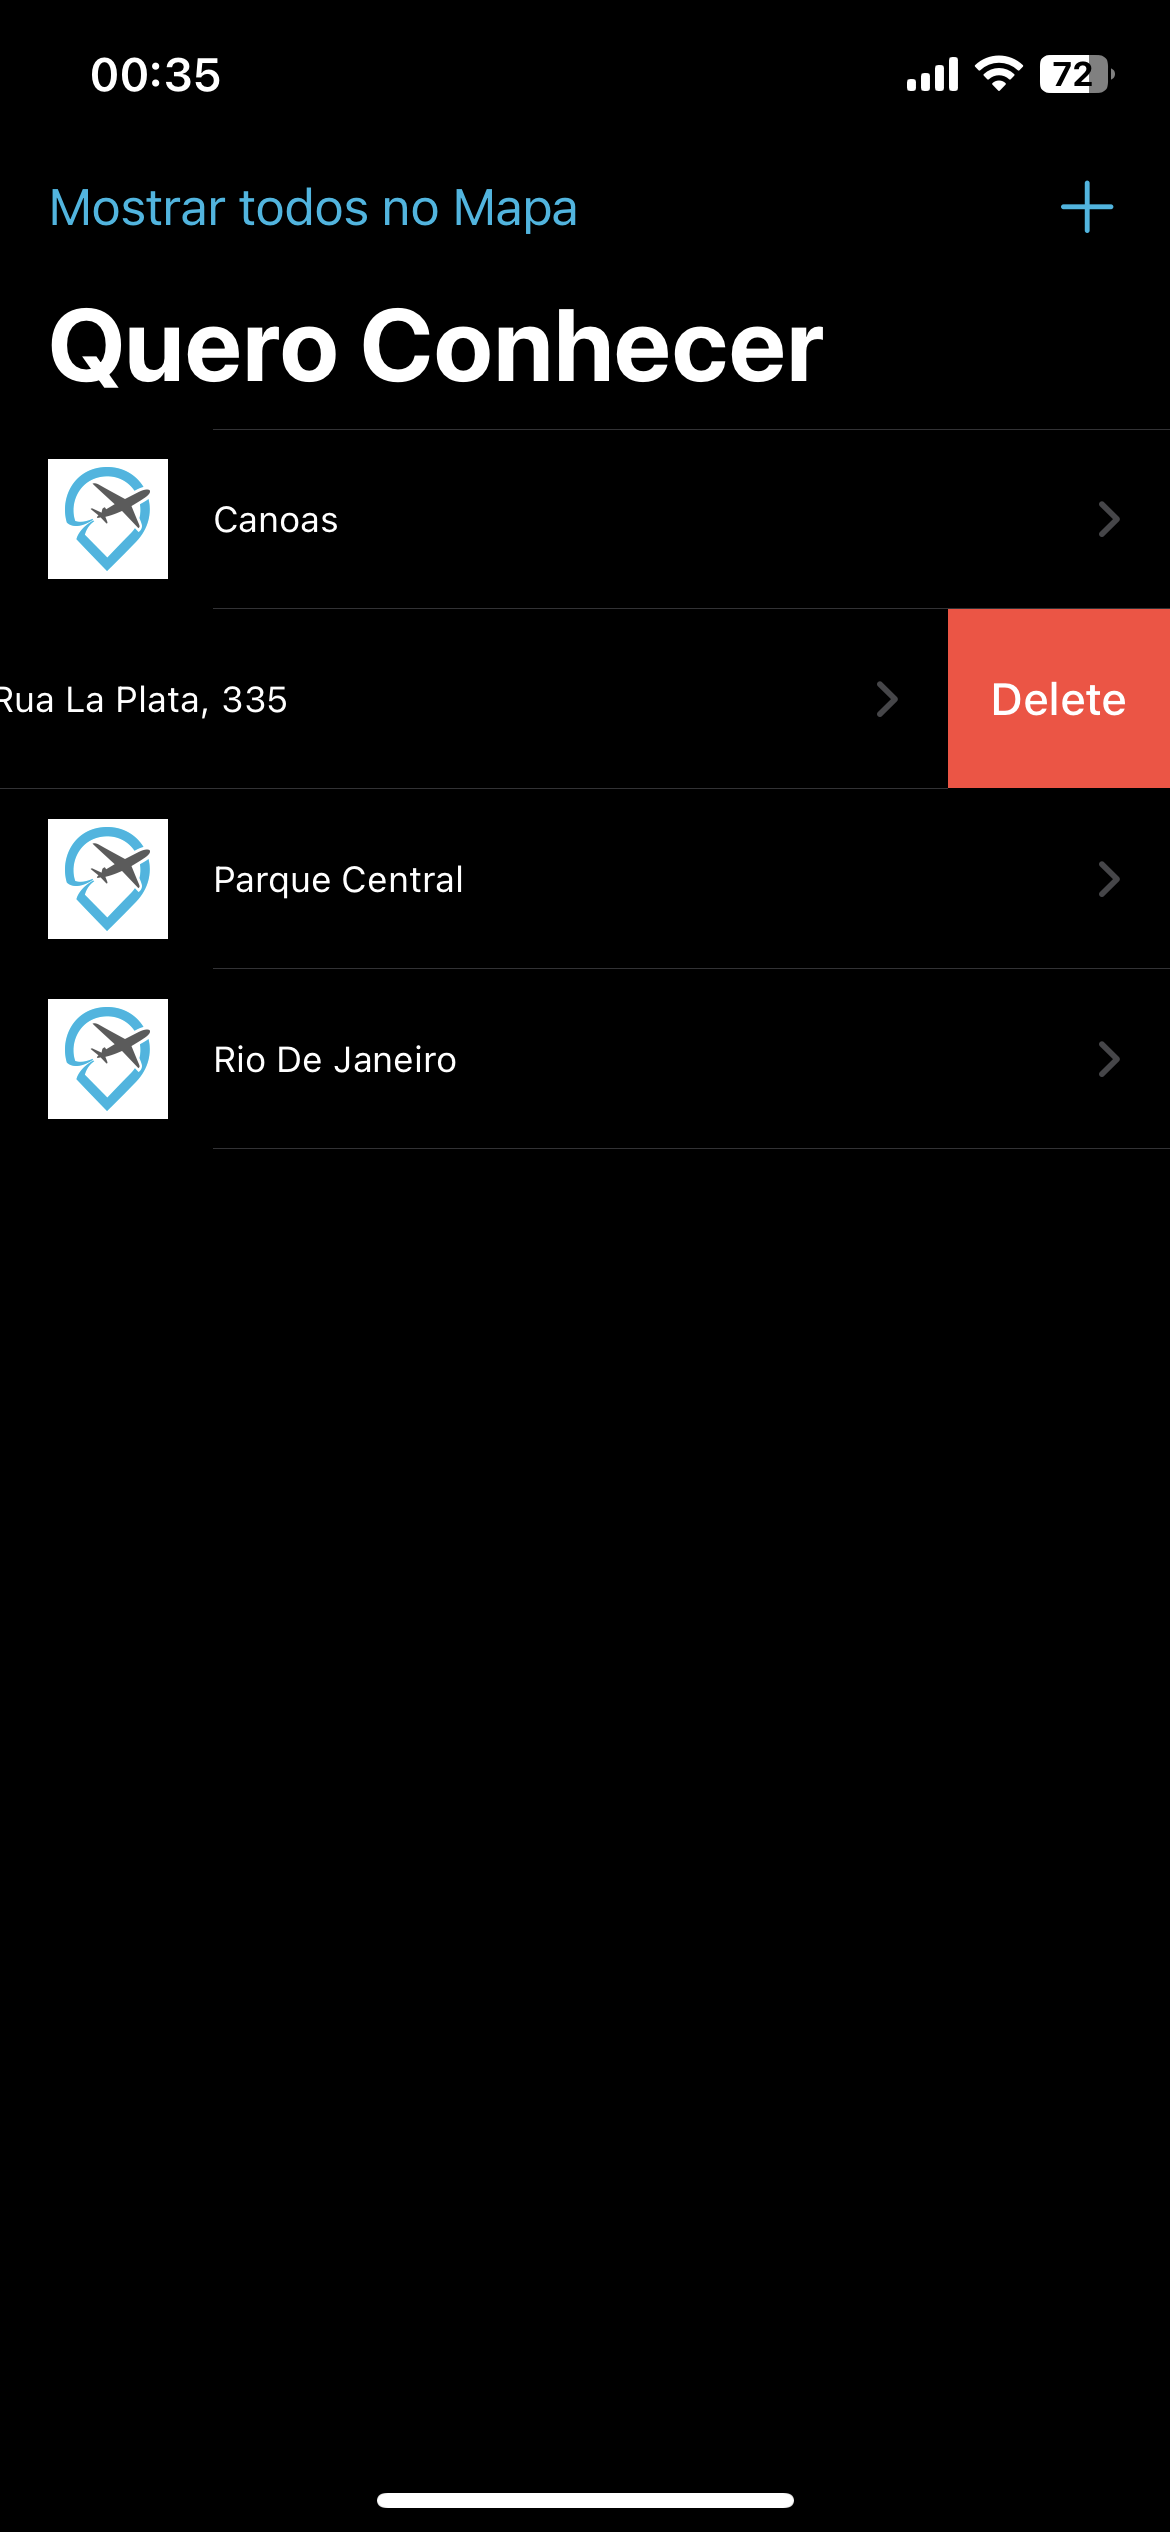 00:35
72
Mostrar todos no Mapa
Quero Conhecer
Canoas
Rua La Plata, 335
Delete
Parque Central
Rio De Janeiro